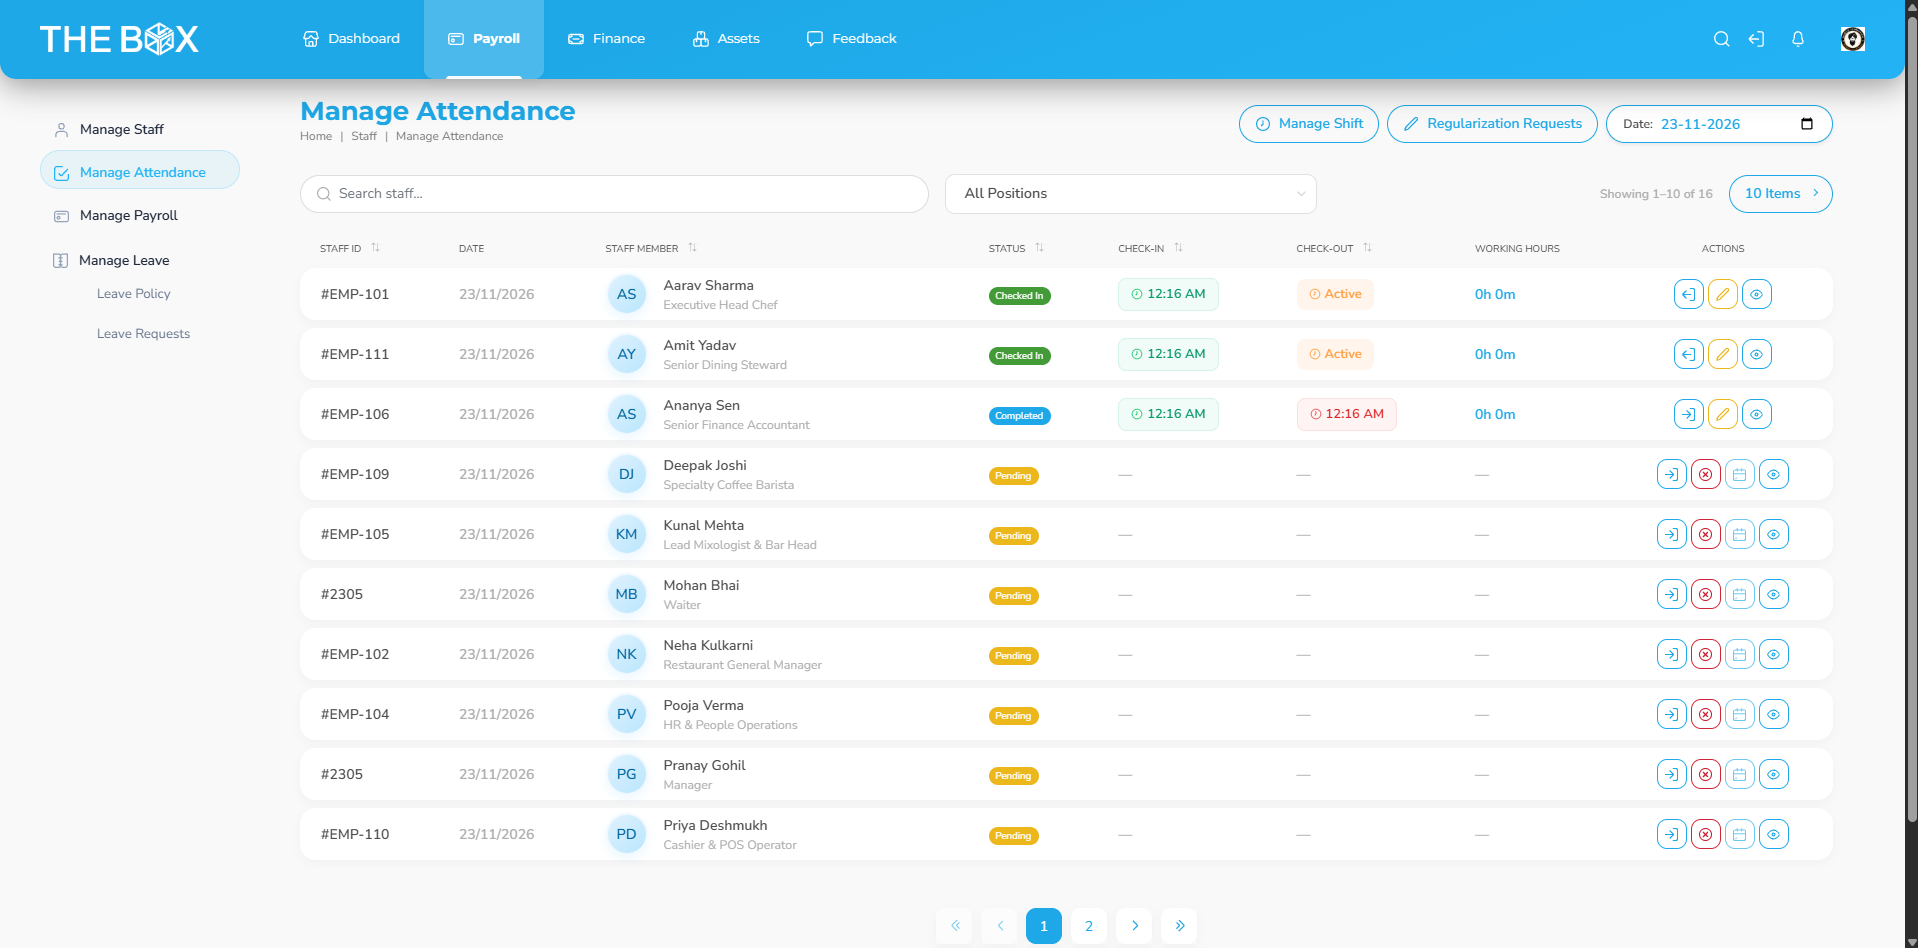 THE BOX
Dashboard
Payroll
Finance
Assets
Feedback
Manage Staff
Manage Attendance
Manage Payroll
Manage Leave
Leave Policy
Leave Requests
Manage Attendance
Home | Staff | Manage Attendance
Manage Shift
Regularization Requests
Date: 23-11-2026
Search staff...
All Positions
Showing 1–10 of 16
10 Items
STAFF ID DATE STAFF MEMBER STATUS CHECK-IN CHECK-OUT WORKING HOURS ACTIONS
#EMP-101 23/11/2026 AS Aarav Sharma Checked In 12:16 AM Active 0h 0m
Executive Head Chef
#EMP-111 23/11/2026 AY Amit Yadav Checked In 12:16 AM Active 0h 0m
Senior Dining Steward
#EMP-106 23/11/2026 AS Ananya Sen Completed 12:16 AM 12:16 AM 0h 0m
Senior Finance Accountant
#EMP-109 23/11/2026 DJ Deepak Joshi Pending — — —
Specialty Coffee Barista
#EMP-105 23/11/2026 KM Kunal Mehta Pending — — —
Lead Mixologist & Bar Head
#2305 23/11/2026 MB Mohan Bhai Pending — — —
Waiter
#EMP-102 23/11/2026 NK Neha Kulkarni Pending — — —
Restaurant General Manager
#EMP-104 23/11/2026 PV Pooja Verma Pending — — —
HR & People Operations
#2305 23/11/2026 PG Pranay Gohil Pending — — —
Manager
#EMP-110 23/11/2026 PD Priya Deshmukh Pending — — —
Cashier & POS Operator
« ‹ 1 2 › »